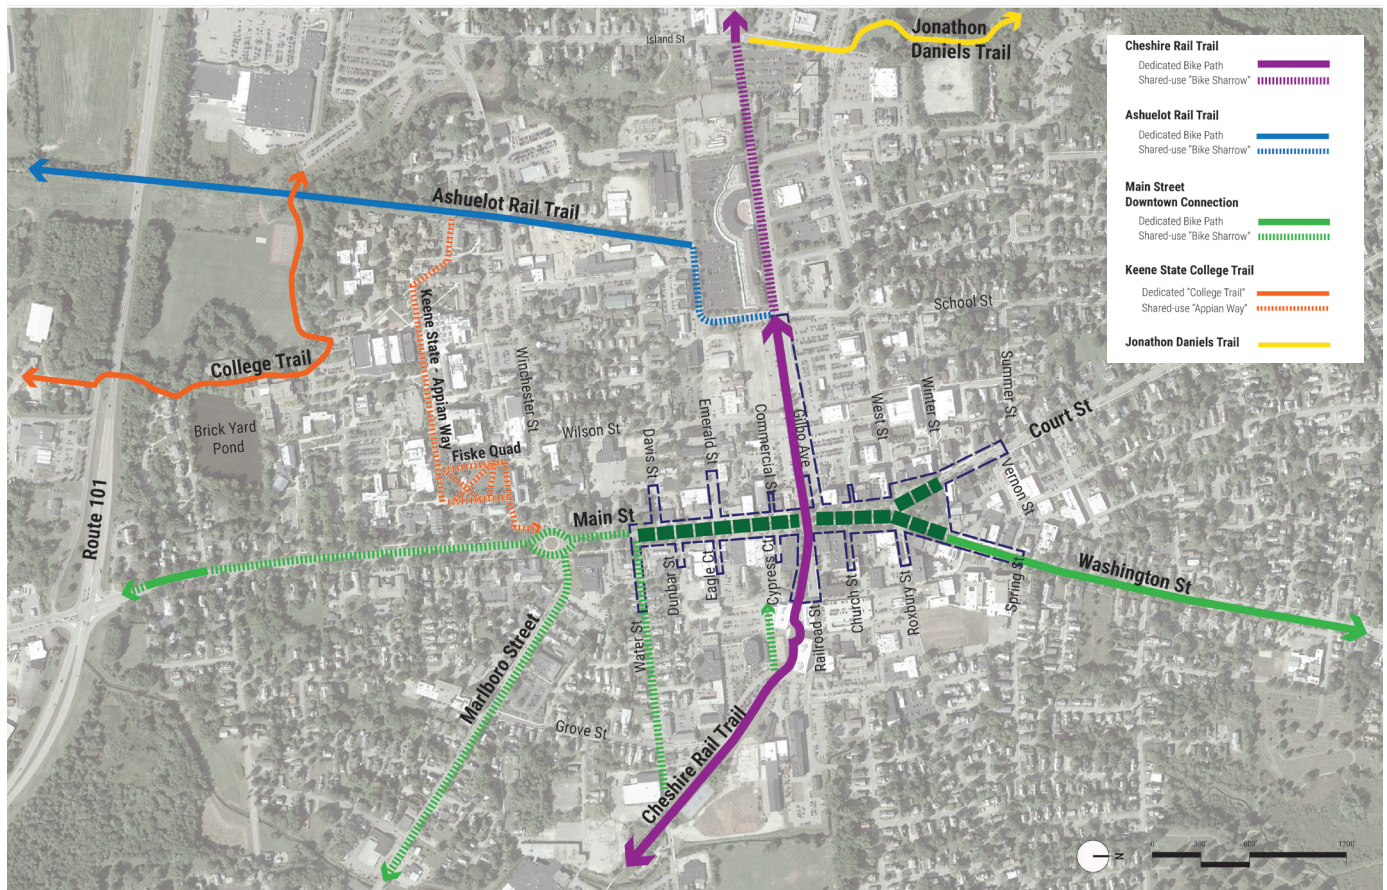 Island St
Jonathon
Daniels Trail
Cheshire Rail Trail
Dedicated Bike Path
Shared-use "Bike Sharrow"
Ashuelot Rail Trail
Dedicated Bike Path
Shared-use "Bike Sharrow"
Main Street
Downtown Connection
Dedicated Bike Path
Shared-use "Bike Sharrow"
Keene State College Trail
Dedicated "College Trail"
Shared-use "Appian Way"
Jonathon Daniels Trail
Ashuelot Rail Trail
School St
College Trail
Keene State - Appian Way
Winchester St
Brick Yard
Pond
Wilson St
Fiske Quad
Davis St
Emerald St
Commercial St
Gilbo Ave
West St
Winter St
Summer St
Court St
Vernon St
Route 101
Main St
Dunbar St
Eagle Ct
Cypress Ct
Church St
Roxbury St
Spring St
Washington St
Water St
Railroad St
Marlboro Street
Grove St
Cheshire Rail Trail
N
0
300'
600'
1200'